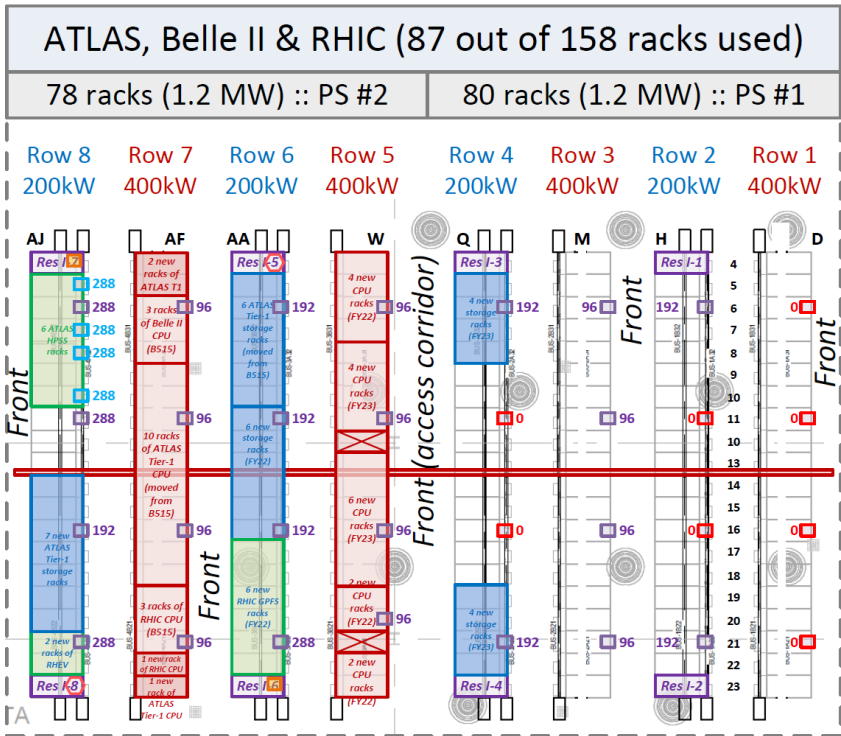 ATLAS, Belle II & RHIC (87 out of 158 racks used)
78 racks (1.2 MW) :: PS #2
80 racks (1.2 MW) :: PS #1
Row 8
200kW
Row 7
400kW
Row 6
200kW
Row 5
400kW
Row 4
200kW
Row 3
400kW
Row 2
200kW
Row 1
400kW
AJ
AF
AA
W
Q
M
H
D
Res I-7
288
288
288
288
288
288
6 ATLAS
HPSS
racks
Front
192
7 new
ATLAS
Tier-1
storage
racks
288
2 new
racks of
RHEV
Res I-8
TA
2 new
racks of
ATLAS T1
96
3 racks
of Belle II
CPU
(B515)
96
10 racks
of ATLAS
Tier-1
CPU
(moved
from
B515)
96
Front
3 racks of
RHIC CPU
(B515)
96
1 new rack
of RHIC CPU
1 new
rack of
ATLAS
Tier-1 CPU
Res I-5
192
6 ATLAS
Tier-1
storage
racks
(moved
from
B515)
192
6 new
storage
racks
(FY22)
192
6 new
RHIC GPFS
racks
(FY22)
288
Res I-6
4 new
CPU
racks
(FY22)
96
4 new
CPU
racks
(FY23)
96
6 new
CPU
racks
(FY23)
96
2 new
CPU
racks
(FY22)
96
2 new
CPU
racks
(FY22)
Front (access corridor)
Res I-3
4 new
storage
racks
(FY23)
192
0
0
4 new
storage
racks
(FY23)
192
Res I-4
96
96
96
96
Front
Res I-1
192
0
0
192
Res I-2
4
5
6
7
8
9
10
11
10
13
14
15
16
17
18
19
20
21
22
23
0
0
0
0
Front